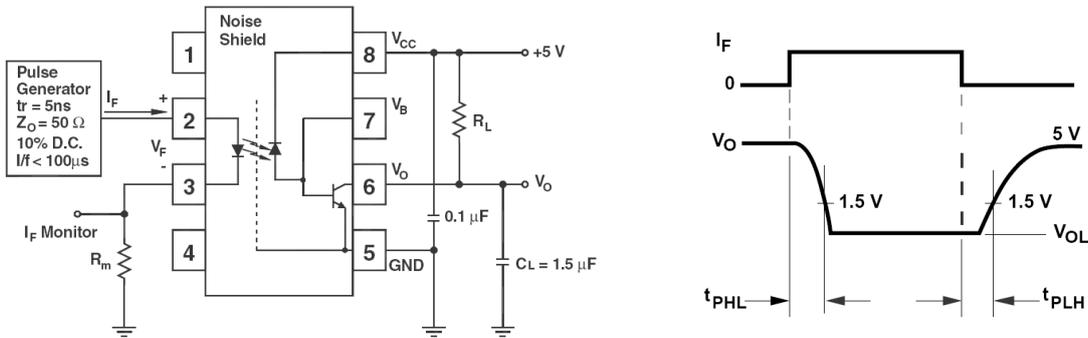 Noise
Shield
1
2
3
4
8
7
6
5
VCC
+5 V
VB
RL
VO
VO
GND
0.1 μF
CL = 1.5 μF
Pulse
Generator
tr = 5ns
ZO = 50 Ω
10% D.C.
I/f < 100μs
IF
+
VF
-
IF Monitor
Rm
IF
0
VO
5 V
1.5 V
1.5 V
VOL
tPHL
tPLH